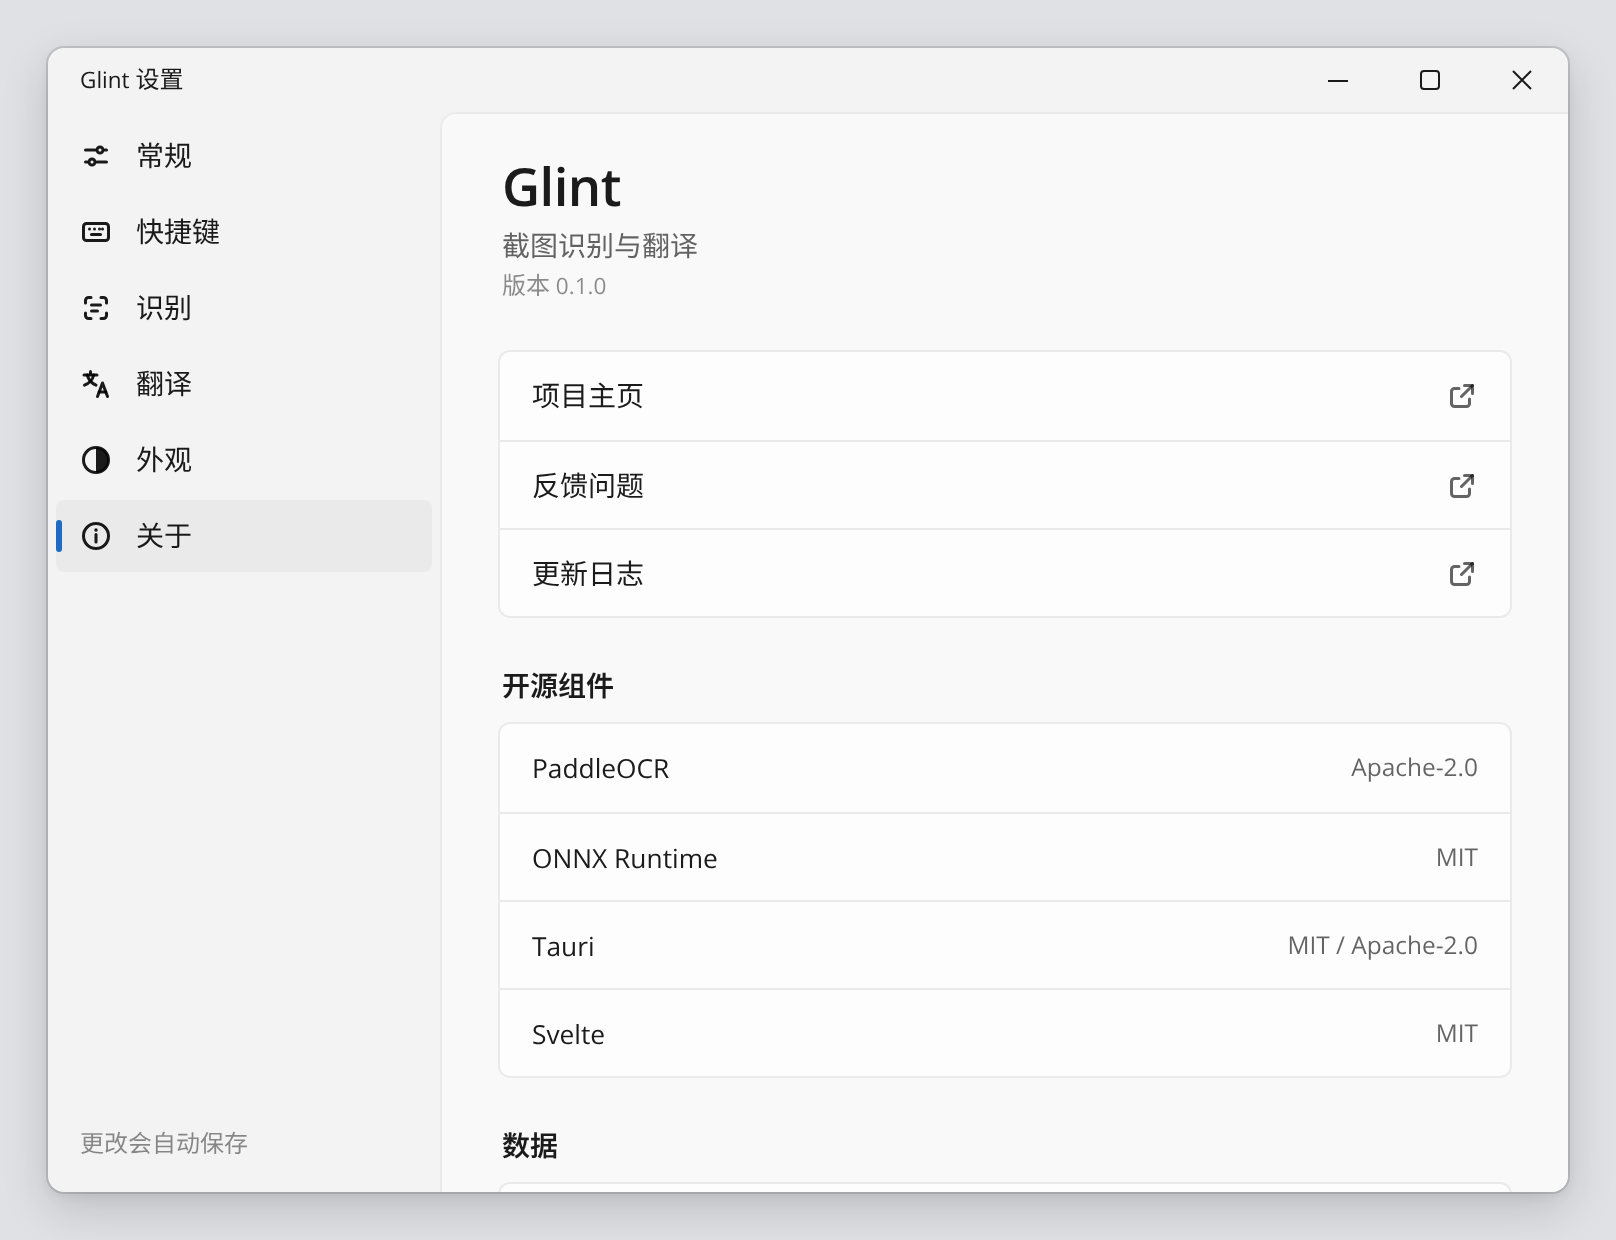 Glint 设置
常规
快捷键
识别
翻译
外观
关于
更改会自动保存
Glint
截图识别与翻译
版本 0.1.0
项目主页
反馈问题
更新日志
开源组件
PaddleOCR Apache-2.0
ONNX Runtime MIT
Tauri MIT / Apache-2.0
Svelte MIT
数据